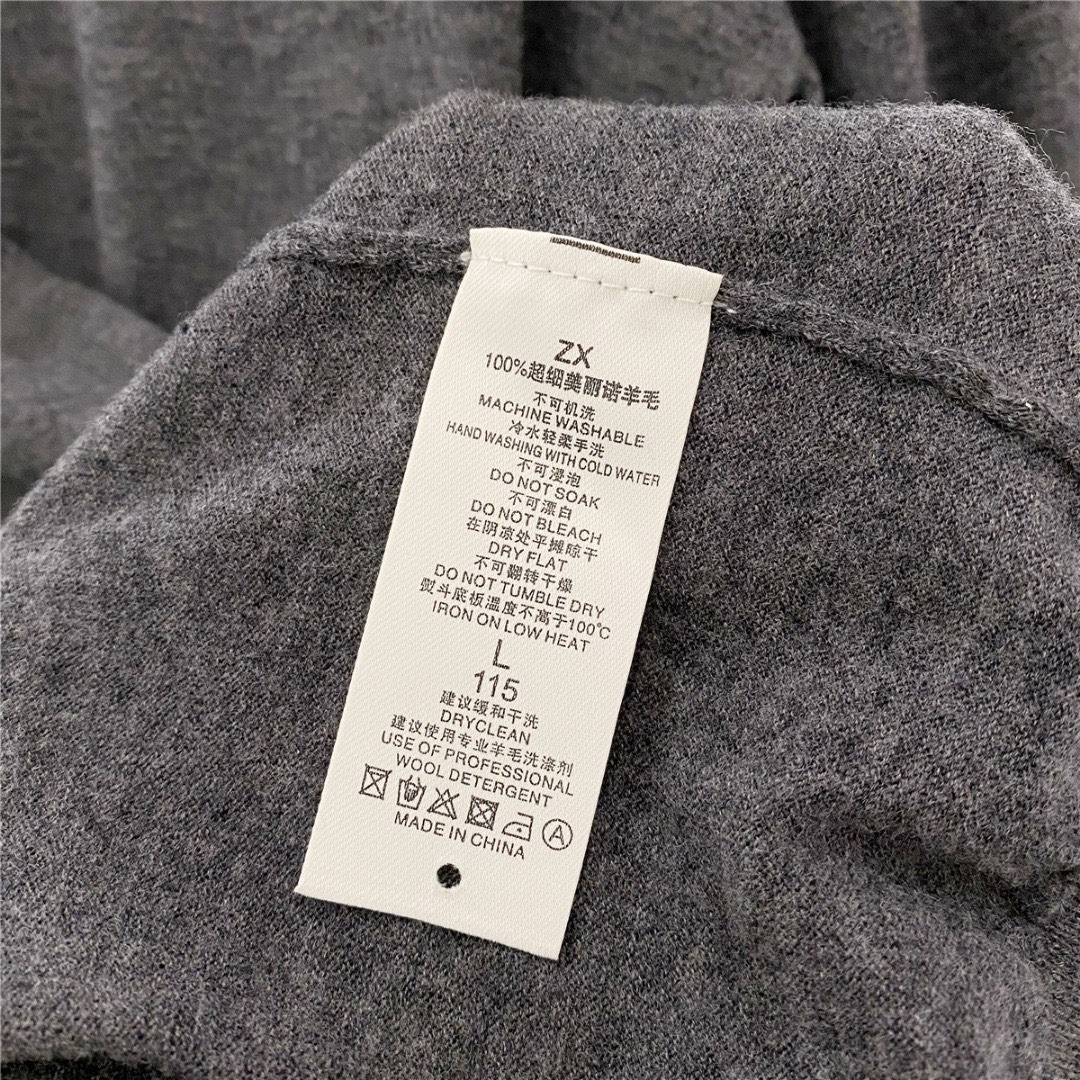 ZX
100%超细美丽诺羊毛
不可机洗
MACHINE WASHABLE
冷水轻柔手洗
HAND WASHING WITH COLD WATER
不可浸泡
DO NOT SOAK
不可漂白
DO NOT BLEACH
在阴凉处平摊晾干
DRY FLAT
不可翻转干燥
DO NOT TUMBLE DRY
熨斗底板溫度不高于100℃
IRON ON LOW HEAT
L
115
建议缓和干洗
DRYCLEAN
建议使用专业羊毛洗涤剂
USE OF PROFESSIONAL
WOOL DETERGENT
A
MADE IN CHINA